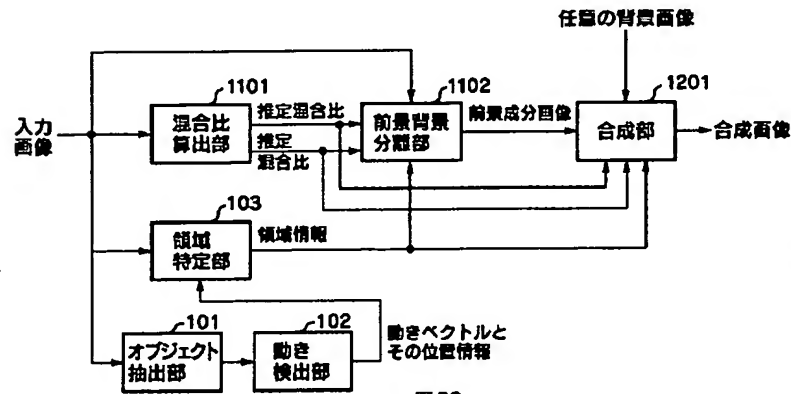 任意の背景画像
1101
1102
1201
入力
画像
混合比
算出部
推定混合比
推定
混合比
前景背景
分離部
前景成分画像
合成部
合成画像
103
領域
特定部
領域情報
101
102
オブジェクト
抽出部
動き
検出部
動きベクトルと
その位置情報